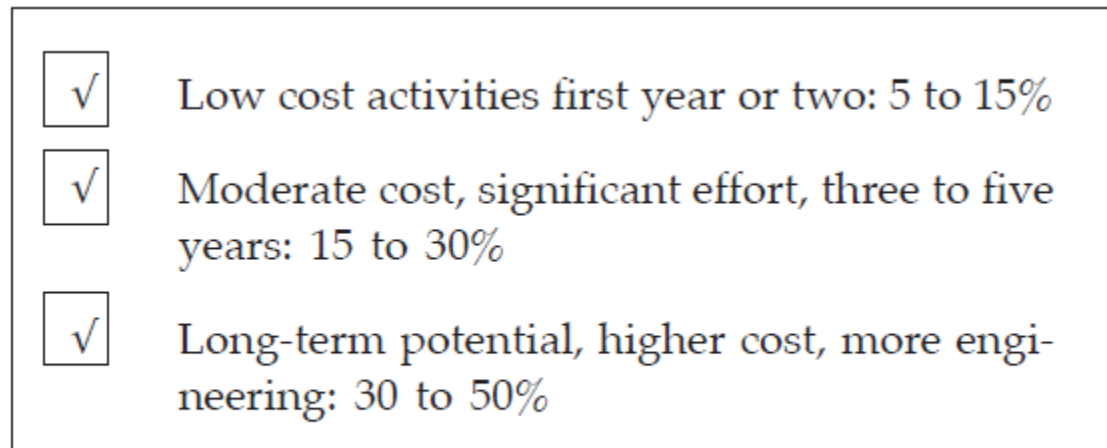 √ Low cost activities first year or two: 5 to 15%
√ Moderate cost, significant effort, three to five
years: 15 to 30%
√ Long-term potential, higher cost, more engi-
neering: 30 to 50%